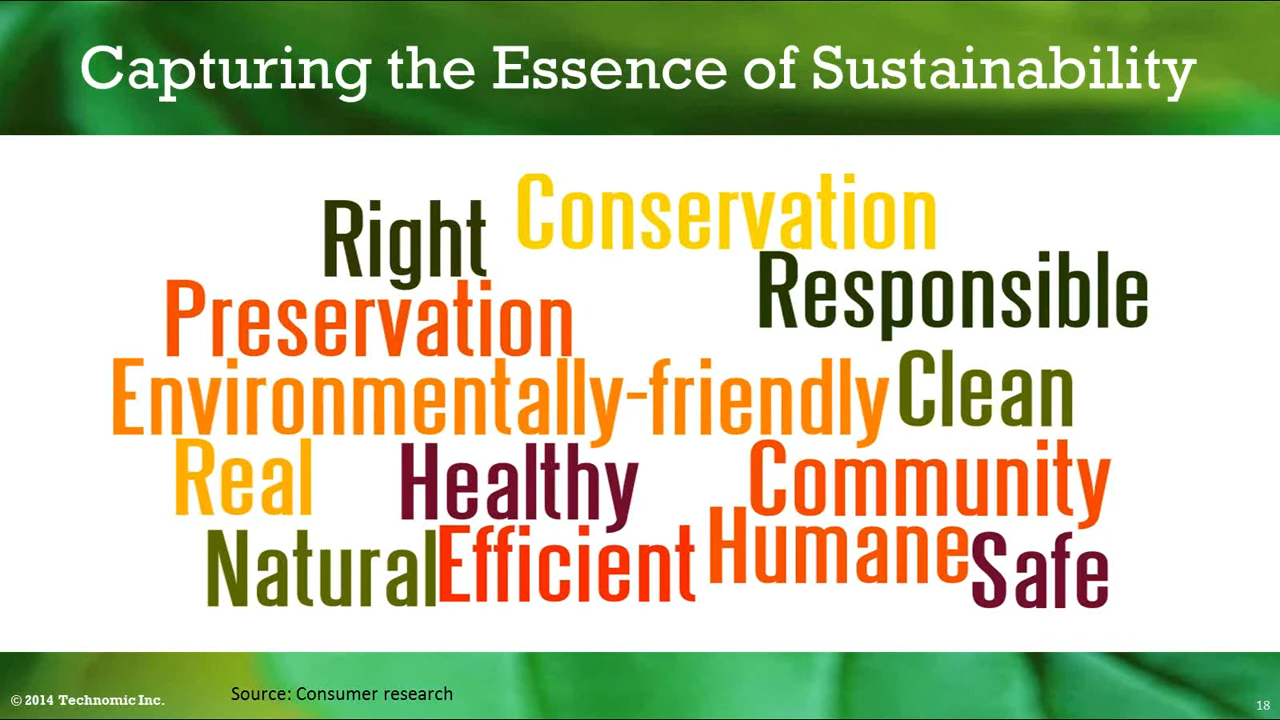 Capturing the Essence of Sustainability
Right Conservation
Responsible
Preservation
Environmentally-friendly Clean
Real Healthy Community
Natural Efficient Humane Safe
© 2014 Technomic Inc.
Source: Consumer research
18